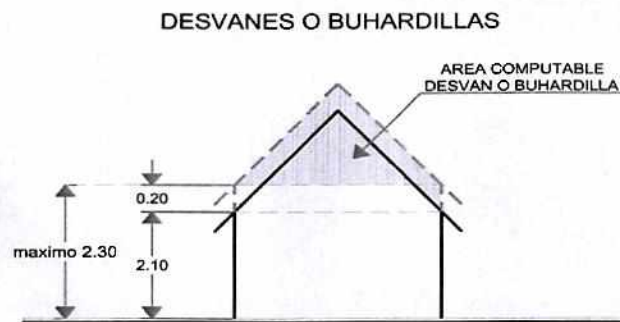 DESVANES O BUHARDILLAS
AREA COMPUTABLE
DESVAN O BUHARDILLA
0.20
maximo 2.30
2.10